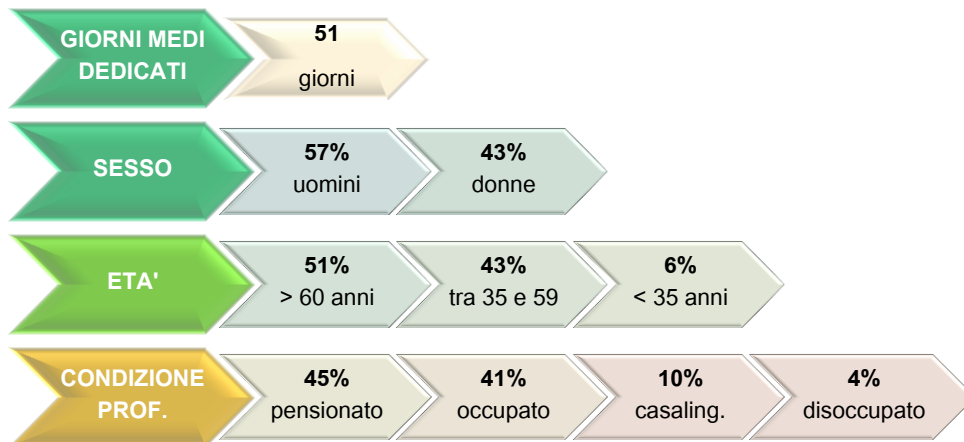 GIORNI MEDI
DEDICATI
51
giorni
SESSO
57%
uomini
43%
donne
ETA'
51%
> 60 anni
43%
tra 35 e 59
6%
< 35 anni
CONDIZIONE
PROF.
45%
pensionato
41%
occupato
10%
casaling.
4%
disoccupato